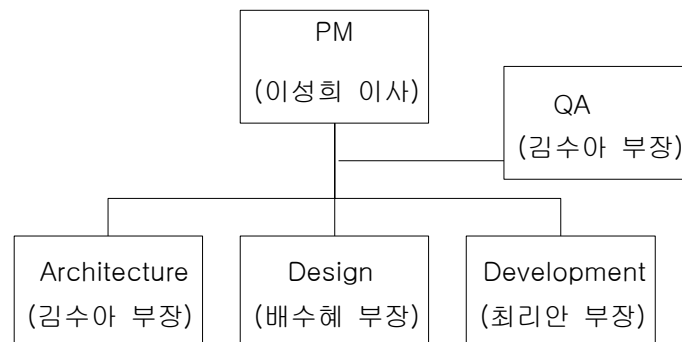 PM
(이성희 이사)
QA
(김수아 부장)
Architecture
(김수아 부장)
Design
(배수혜 부장)
Development
(최리안 부장)